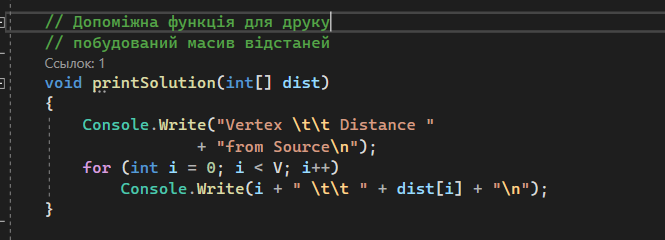 // Допоміжна функція для друку
// побудований масив відстаней
Ссылок: 1
void printSolution(int[] dist)
{
Console.Write("Vertex \t\t Distance "
+ "from Source\n");
for (int i = 0; i < V; i++)
Console.Write(i + " \t\t " + dist[i] + "\n");
}